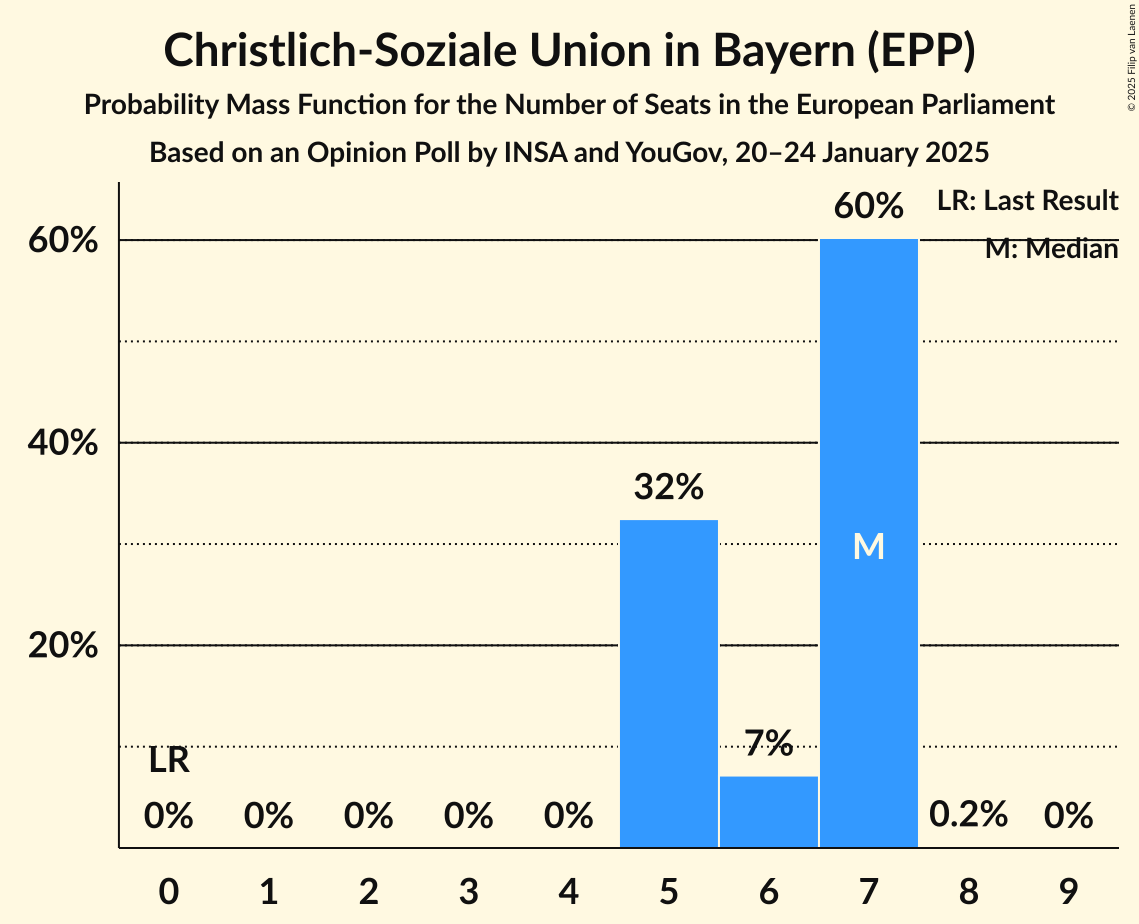 Christlich-Soziale Union in Bayern (EPP)
Probability Mass Function for the Number of Seats in the European Parliament
Based on an Opinion Poll by INSA and YouGov, 20–24 January 2025
© 2025 Filip van Laenen
LR: Last Result
M: Median
60%
40%
20%
60%
32%
M
7%
LR
0% 0% 0% 0% 0% 0.2% 0%
0 1 2 3 4 5 6 7 8 9